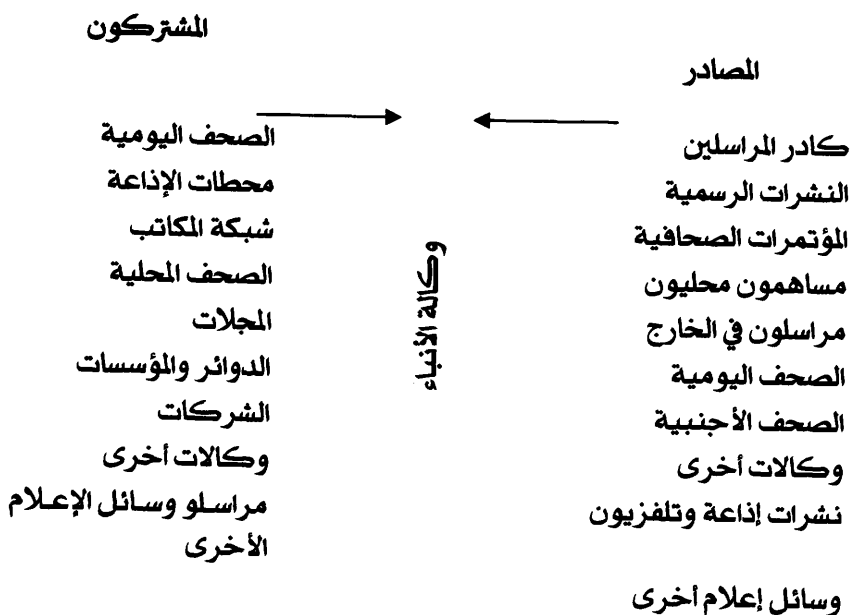 المصادر
كادر المراسلين
النشرات الرسمية
المؤتمرات الصحافية
مساهمون محليون
مراسلون في الخارج
الصحف اليومية
الصحف الأجنبية
وكالات أخرى
نشرات إذاعة وتلفزيون
وسائل إعلام أخرى
وكالة الأنباء
المشتركون
الصحف اليومية
محطات الإذاعة
شبكة المكاتب
الصحف المحلية
المجلات
الدوائر والمؤسسات
الشركات
وكالات أخرى
مراسلو وسائل الإعلام
الأخرى